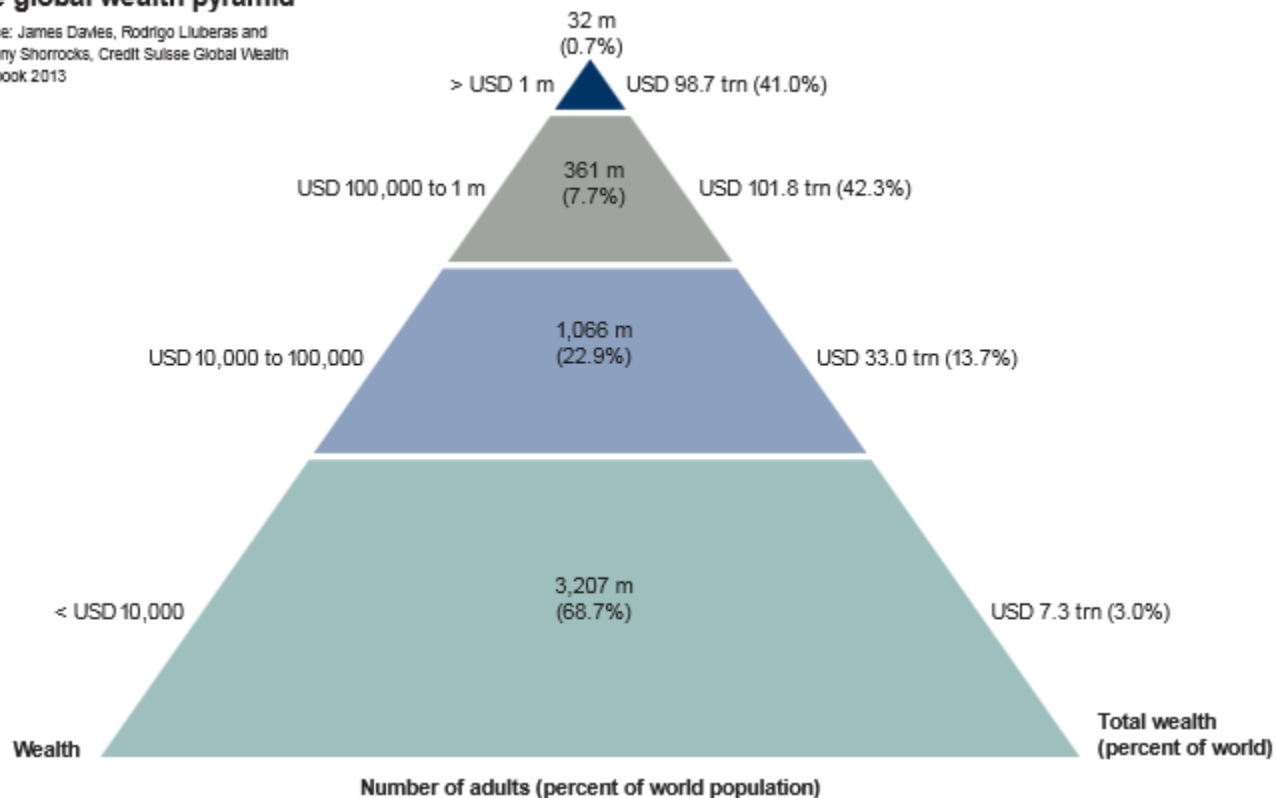 global wealth pyramid
James Davies, Rodrigo Lluberas and
Shorrocks, Credit Suisse Global Wealth
2013
32 m
(0.7%)
> USD 1 m
USD 98.7 trn (41.0%)
361 m
(7.7%)
USD 100,000 to 1 m
USD 101.8 trn (42.3%)
1,066 m
(22.9%)
USD 10,000 to 100,000
USD 33.0 trn (13.7%)
3,207 m
(68.7%)
< USD 10,000
USD 7.3 trn (3.0%)
Wealth
Total wealth
(percent of world)
Number of adults (percent of world population)